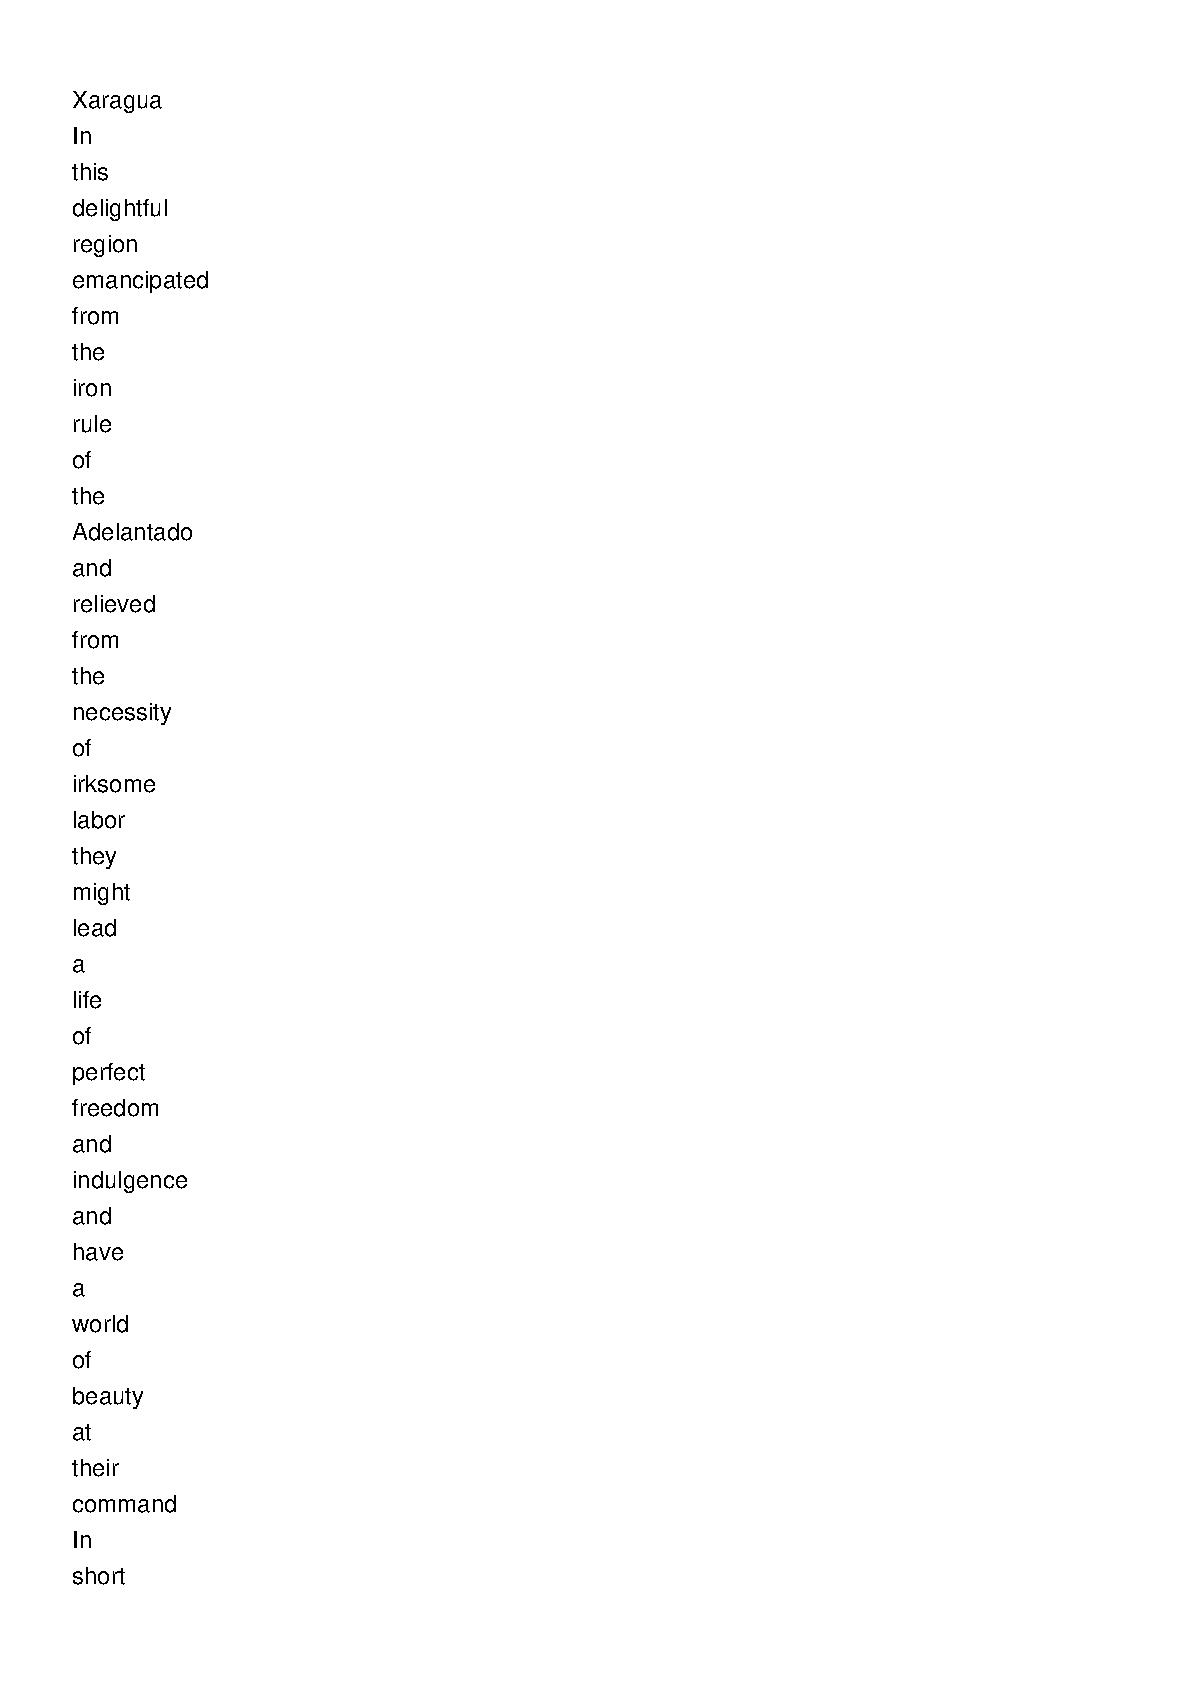 Xaragua
In
this
delightful
region
emancipated
from
the
iron
rule
of
the
Adelantado
and
relieved
from
the
necessity
of
irksome
labor
they
might
lead
a
life
of
perfect
freedom
and
indulgence
and
have
a
world
of
beauty
at
their
command
In
short